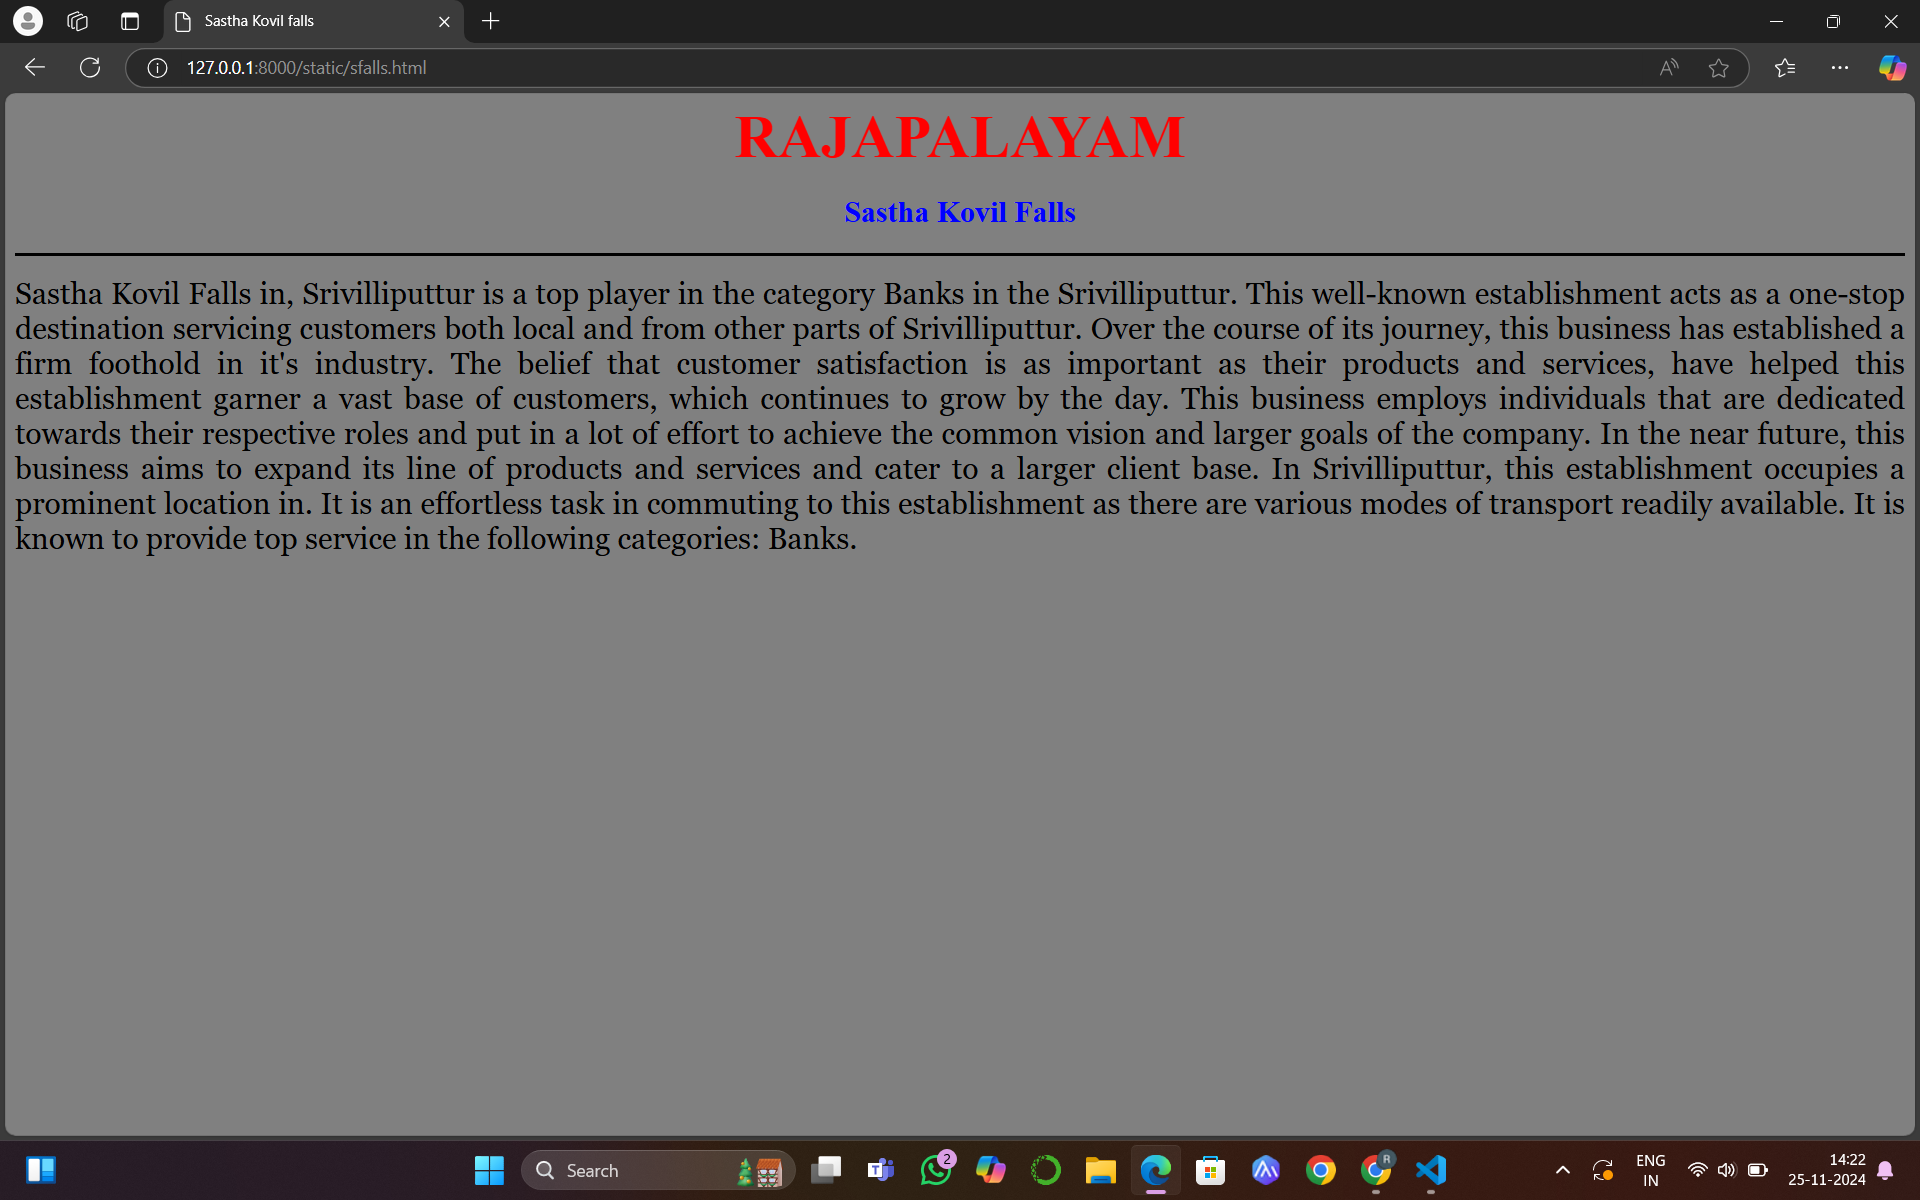 Sastha Kovil falls
127.0.0.1:8000/static/sfalls.html
RAJAPALAYAM
Sastha Kovil Falls
Sastha Kovil Falls in, Srivilliputtur is a top player in the category Banks in the Srivilliputtur. This well-known establishment acts as a one-stop
destination servicing customers both local and from other parts of Srivilliputtur. Over the course of its journey, this business has established a
firm foothold in it's industry. The belief that customer satisfaction is as important as their products and services, have helped this
establishment garner a vast base of customers, which continues to grow by the day. This business employs individuals that are dedicated
towards their respective roles and put in a lot of effort to achieve the common vision and larger goals of the company. In the near future, this
business aims to expand its line of products and services and cater to a larger client base. In Srivilliputtur, this establishment occupies a
prominent location in. It is an effortless task in commuting to this establishment as there are various modes of transport readily available. It is
known to provide top service in the following categories: Banks.
Search
2
R
ENG
IN
14:22
25-11-2024